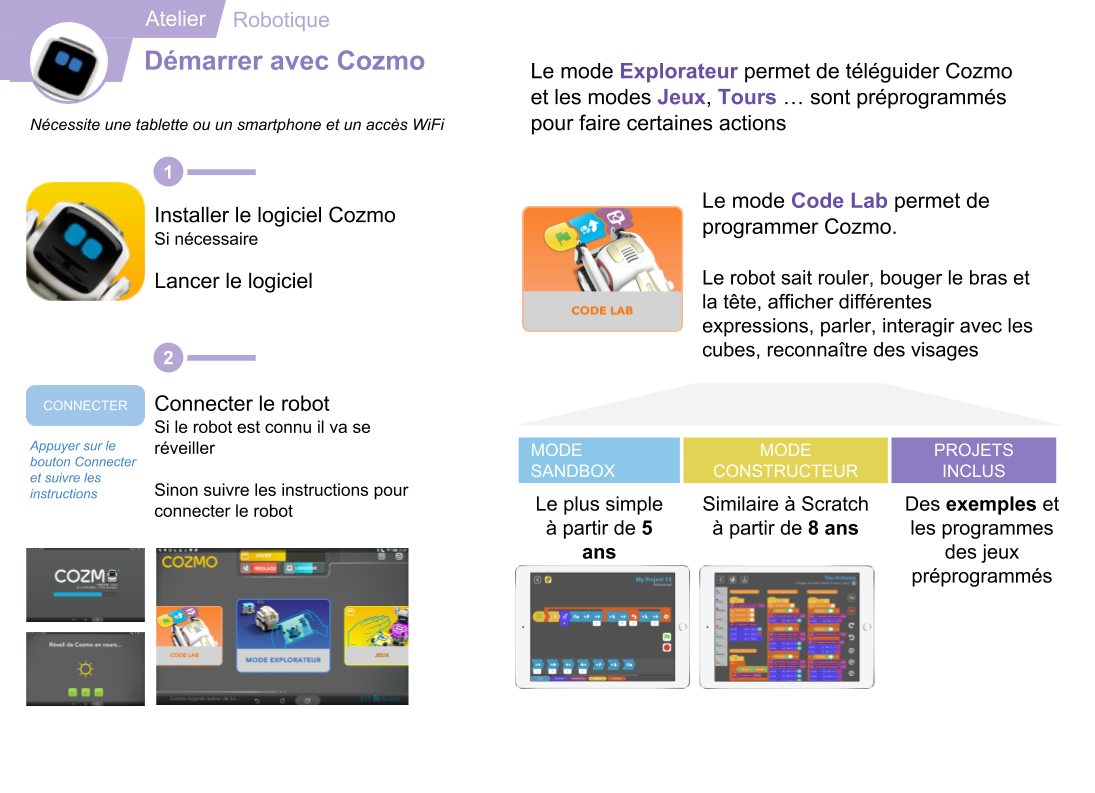 Atelier Robotique
Démarrer avec Cozmo
Nécessite une tablette ou un smartphone et un accès WiFi
1
Installer le logiciel Cozmo
Si nécessaire
Lancer le logiciel
2
CONNECTER
Appuyer sur le
bouton Connecter
et suivre les
instructions
Connecter le robot
Si le robot est connu il va se
réveiller
Sinon suivre les instructions pour
connecter le robot
COZMO
Réveil de Cozmo en cours...
COZMO
JOUER
RÉGLAGE
CODE LAB
MODE EXPLORATEUR
JEUX
Le mode Explorateur permet de téléguider Cozmo
et les modes Jeux, Tours … sont préprogrammés
pour faire certaines actions
CODE LAB
Le mode Code Lab permet de
programmer Cozmo.
Le robot sait rouler, bouger le bras et
la tête, afficher différentes
expressions, parler, interagir avec les
cubes, reconnaître des visages
MODE
SANDBOX
Le plus simple
à partir de 5
ans
My Project 13
MODE
CONSTRUCTEUR
Similaire à Scratch
à partir de 8 ans
Tiny Orchestra
PROJETS
INCLUS
Des exemples et
les programmes
des jeux
préprogrammés